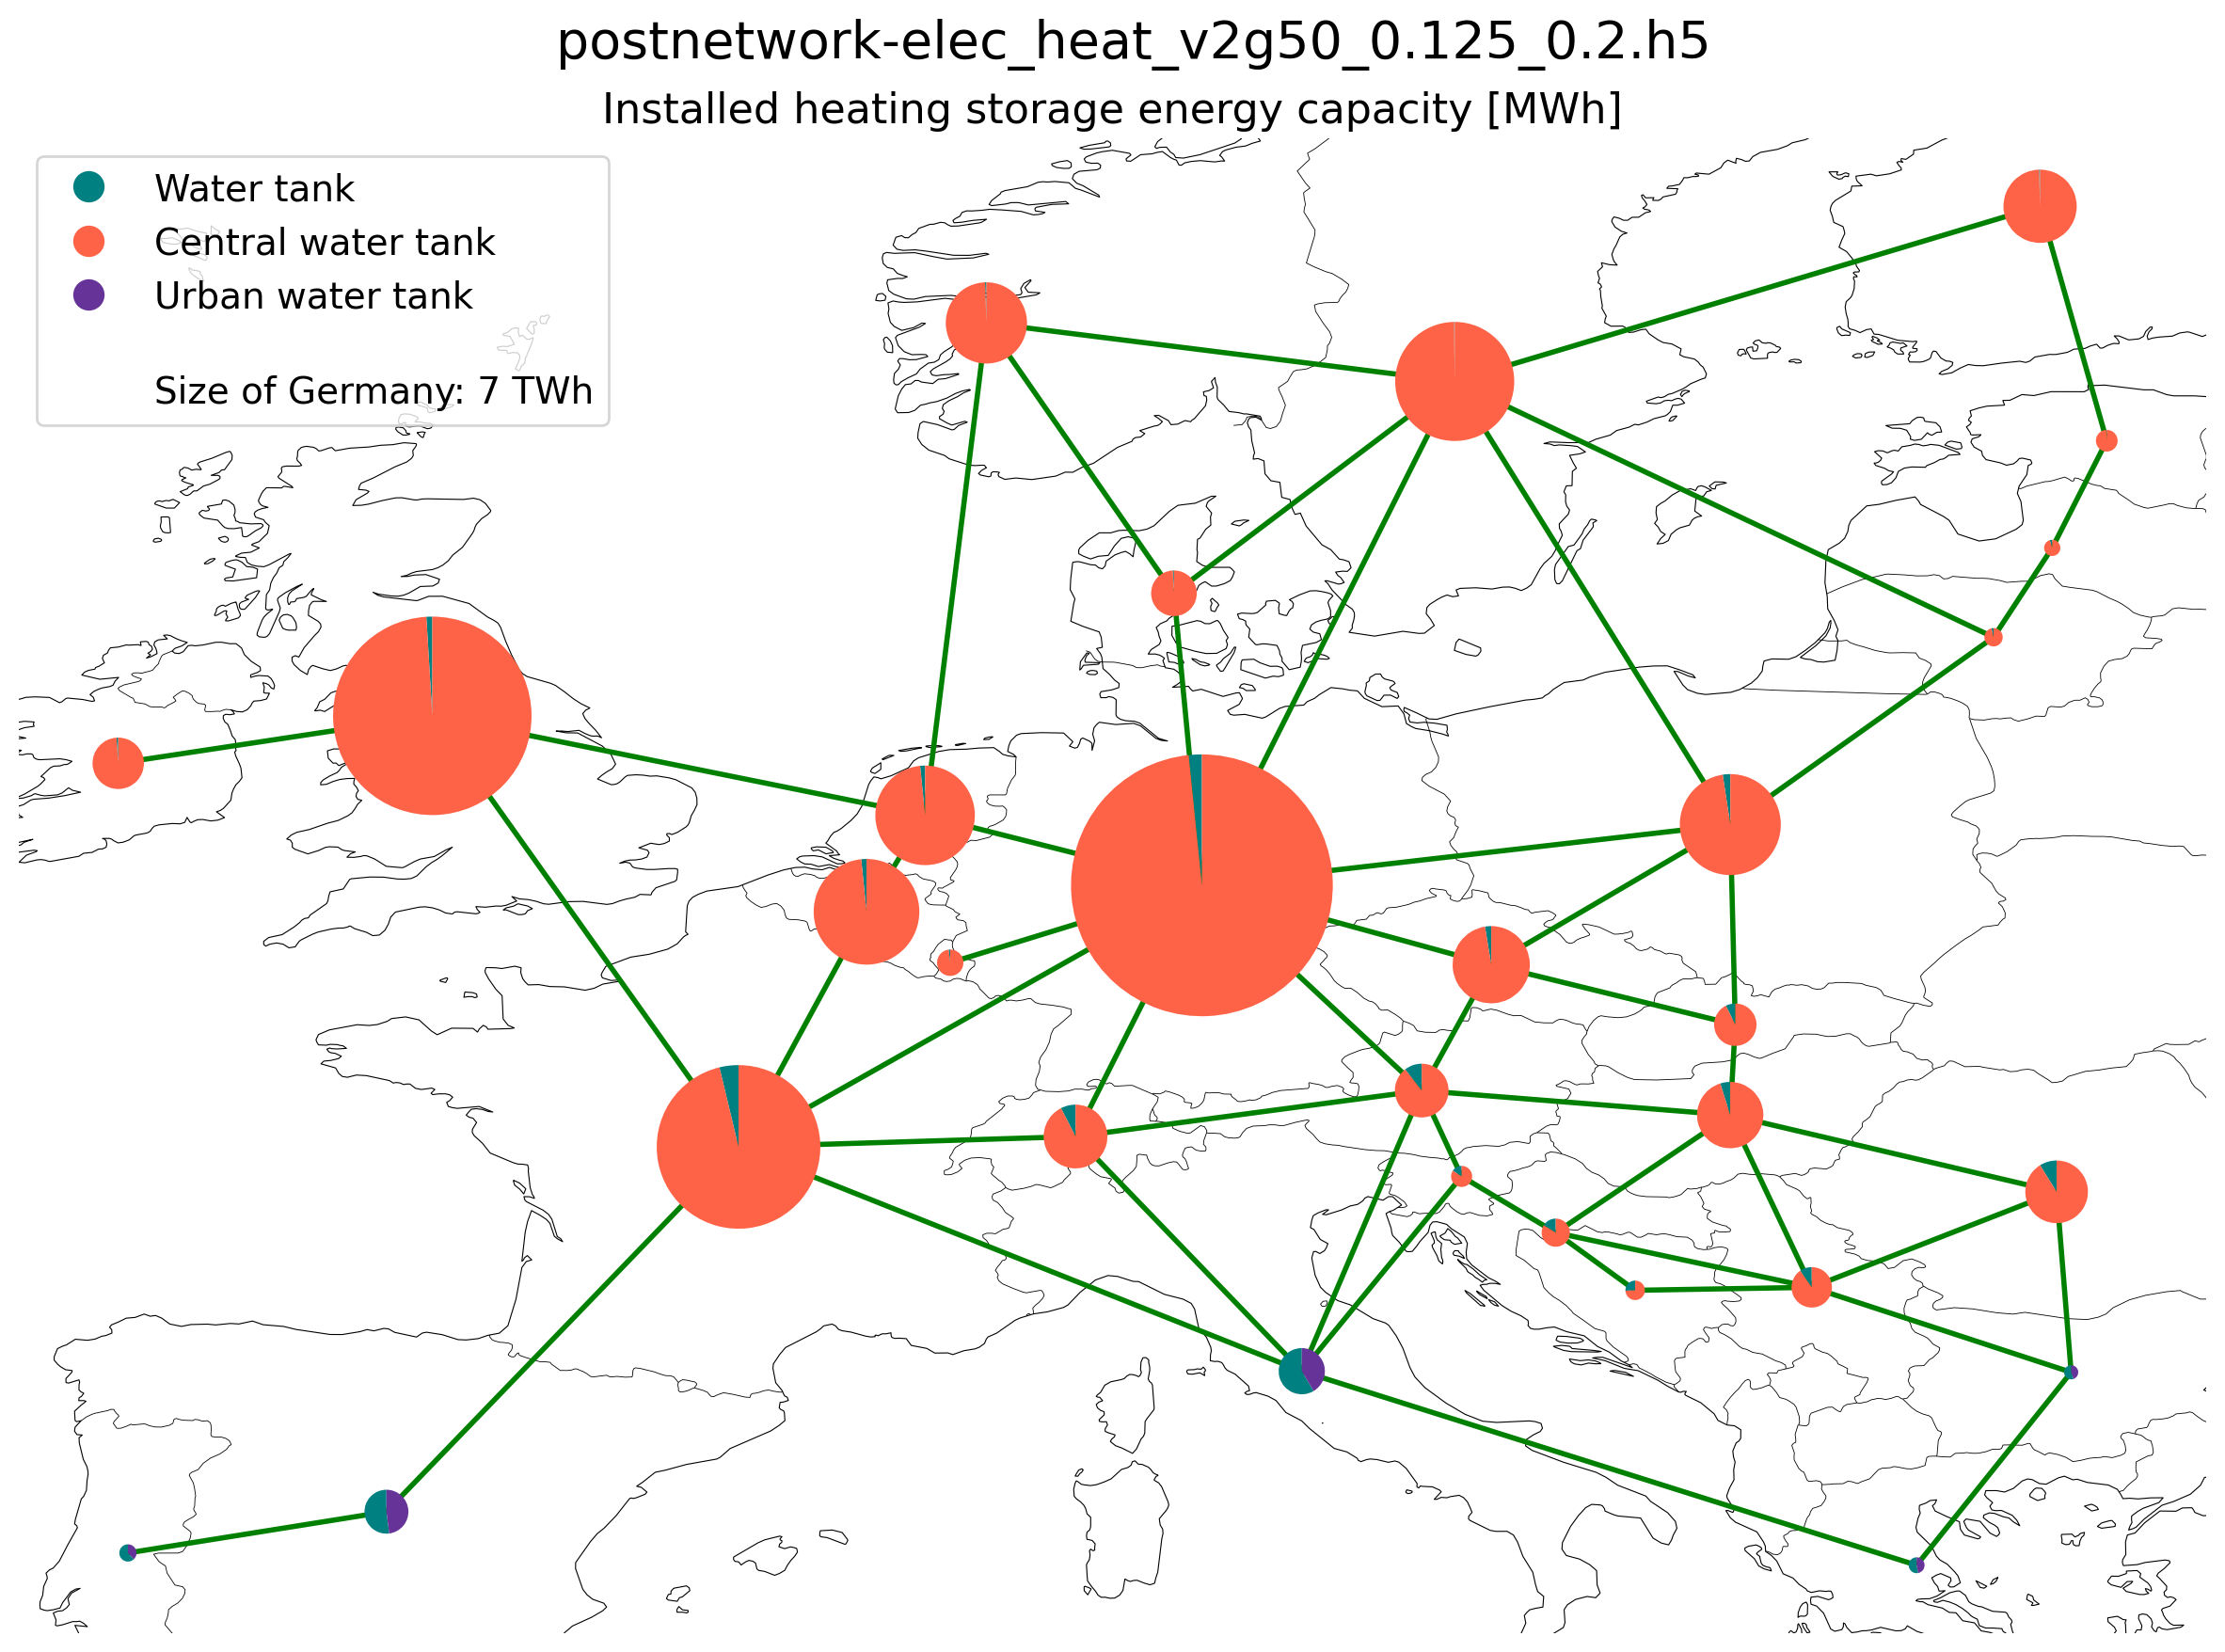 postnetwork-elec_heat_v2g50_0.125_0.2.h5
Installed heating storage energy capacity [MWh]
Water tank
Central water tank
Urban water tank
Size of Germany: 7 TWh